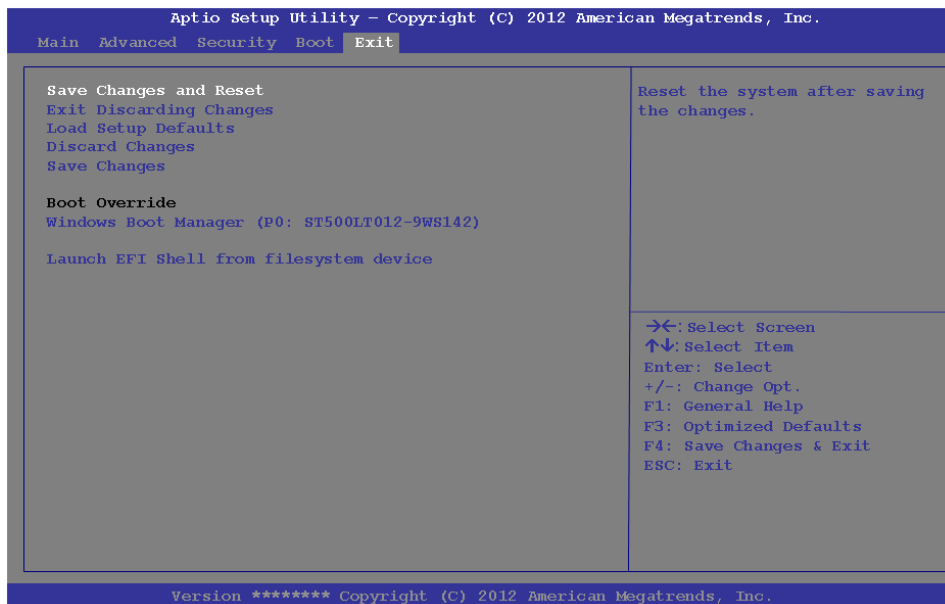 Aptio Setup Utility – Copyright (C) 2012 American Megatrends, Inc.
Main Advanced Security Boot Exit
Save Changes and Reset
Exit Discarding Changes
Load Setup Defaults
Discard Changes
Save Changes
Boot Override
Windows Boot Manager (P0: ST500LT012-9WS142)
Launch EFI Shell from filesystem device
Reset the system after saving
the changes.
→←: Select Screen
↑↓: Select Item
Enter: Select
+/-: Change Opt.
F1: General Help
F3: Optimized Defaults
F4: Save Changes & Exit
ESC: Exit
Version ******** Copyright (C) 2012 American Megatrends, Inc.